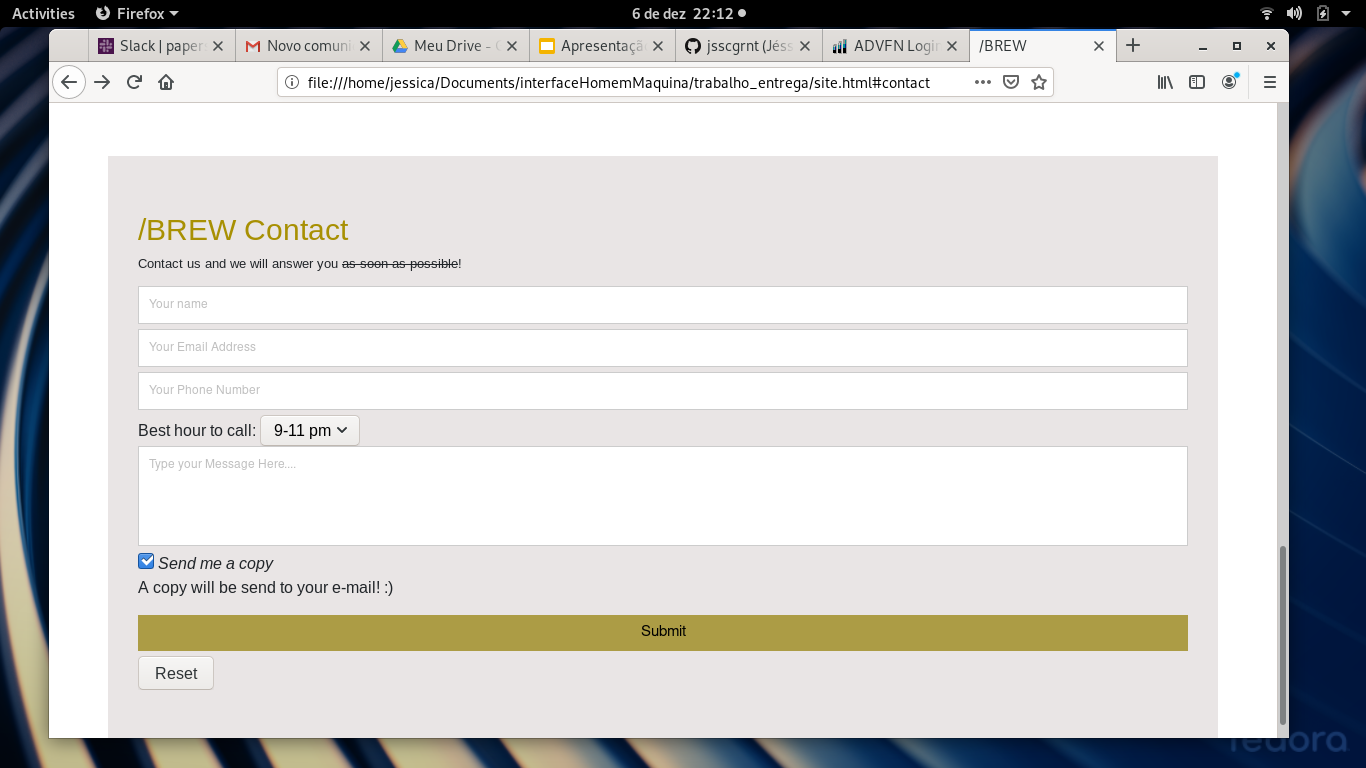 Activities Firefox 6 de dez 22:12
Slack | paper Novo comuni Meu Drive - Apresentaçã jsscgrnt (Jéss ADVFN Login /BREW
file:///home/jessica/Documents/interfaceHomemMaquina/trabalho_entrega/site.html#contact
/BREW Contact
Contact us and we will answer you as soon as possible!
Your name
Your Email Address
Your Phone Number
Best hour to call: 9-11 pm
Type your Message Here....
Send me a copy
A copy will be send to your e-mail! :)
Submit
Reset
fedora